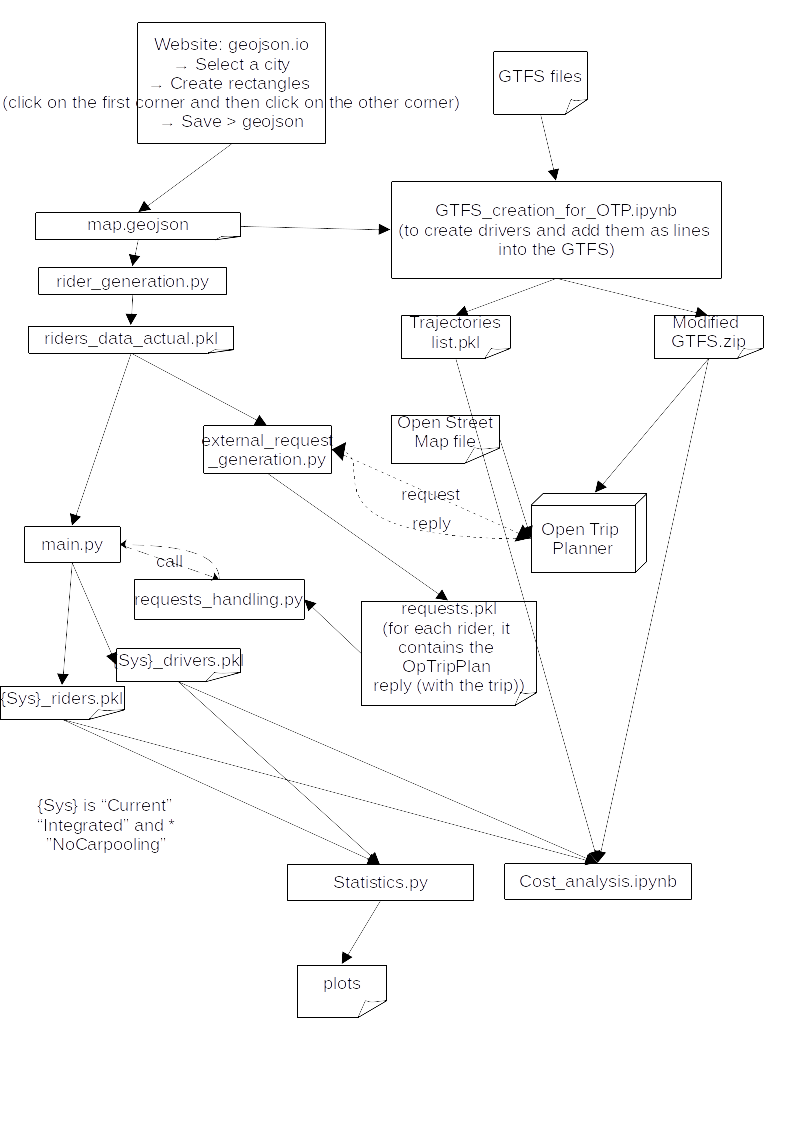 Website: geojson.io
→ Select a city
→ Create rectangles
(click on the first corner and then click on the other corner)
→ Save > geojson
GTFS files
map.geojson
GTFS_creation_for_OTP.ipynb
(to create drivers and add them as lines
into the GTFS)
rider_generation.py
riders_data_actual.pkl
Trajectories
list.pkl
Modified
GTFS.zip
external_request
_generation.py
Open Street
Map file
request
reply
Open Trip
Planner
main.py
call
requests_handling.py
requests.pkl
(for each rider, it
contains the
OpTripPlan
reply (with the trip))
{Sys}_drivers.pkl
{Sys}_riders.pkl
{Sys} is “Current”
“Integrated” and *
”NoCarpooling”
Statistics.py
Cost_analysis.ipynb
plots